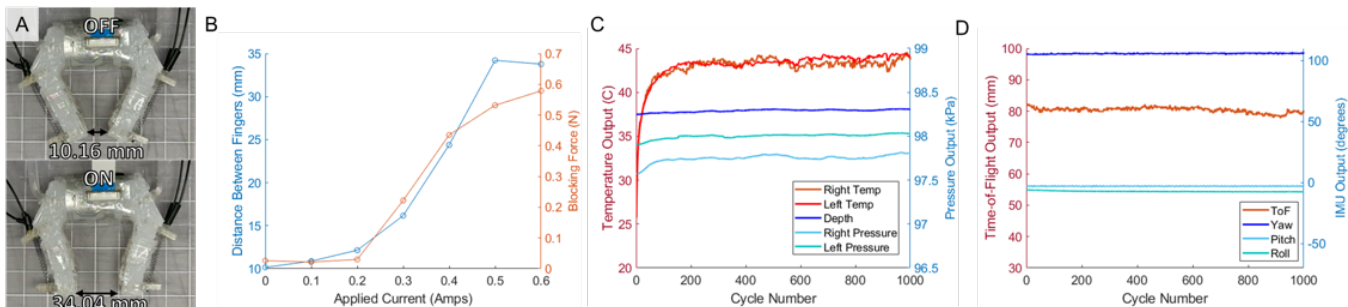 A
OFF
10.16 mm
ON
34.04 mm
B
Distance Between Fingers (mm)
35
30
25
20
15
10
0
0.1
0.2
0.3
0.4
0.5
0.6
Applied Current (Amps)
0.7
0.6
0.5
0.4
0.3
0.2
0.1
0
Blocking Force (N)
C
Temperature Output (C)
45
40
35
30
25
20
0
200
400
600
800
1000
Cycle Number
99
98.5
98
97.5
97
96.5
Pressure Output (kPa)
Right Temp
Left Temp
Depth
Right Pressure
Left Pressure
D
Time-of-Flight Output (mm)
100
90
80
70
60
50
40
30
0
200
400
600
800
1000
Cycle Number
100
50
0
-50
IMU Output (degrees)
ToF
Yaw
Pitch
Roll